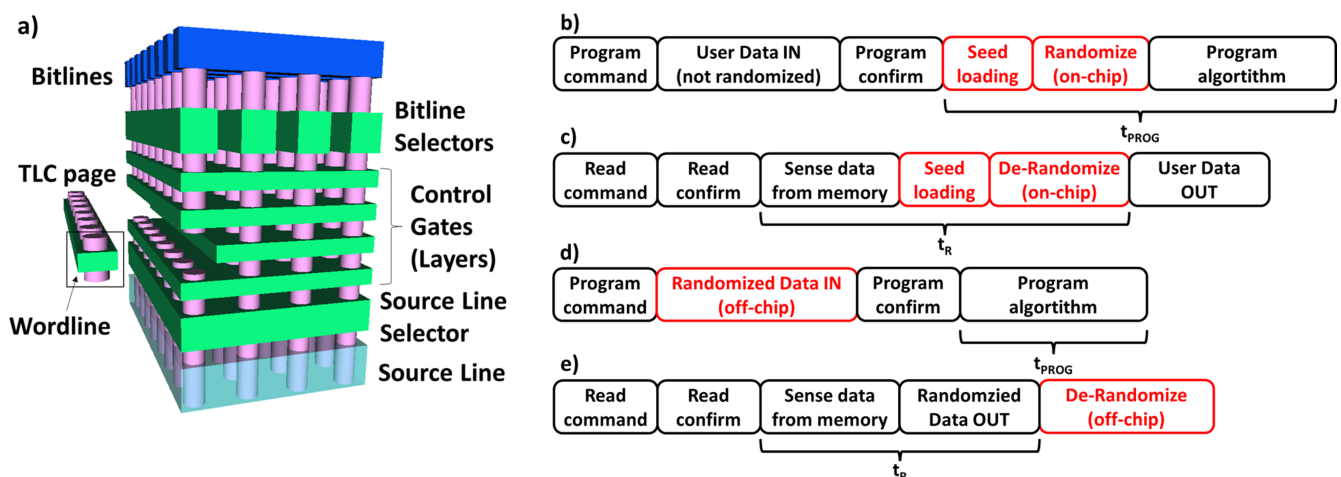 a)
Bitlines
Bitline
Selectors
TLC page
Control
Gates
(Layers)
Wordline
Source Line
Selector
Source Line
b)
Program
command
User Data IN
(not randomized)
Program
confirm
Seed
loading
Randomize
(on-chip)
Program
algortithm
tPROG
c)
Read
command
Read
confirm
Sense data
from memory
Seed
loading
De-Randomize
(on-chip)
User Data
OUT
tR
d)
Program
command
Randomized Data IN
(off-chip)
Program
confirm
Program
algortithm
tPROG
e)
Read
command
Read
confirm
Sense data
from memory
Randomzied
Data OUT
De-Randomize
(off-chip)
tR